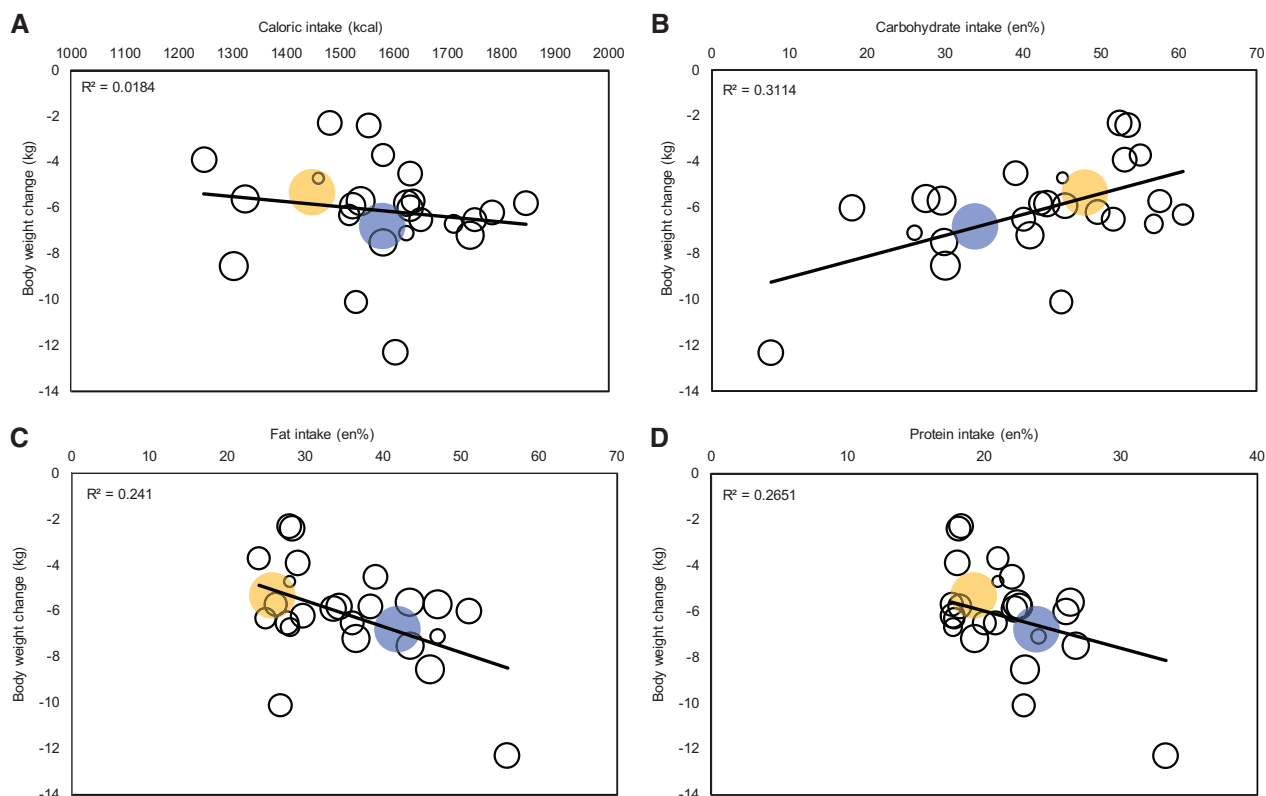 A
Caloric intake (kcal)
1000 1200 1300 1400 1500 1600 1700 1800 1900 2000
R² = 0.0184
Body weight change (kg)
0
-2
-4
-6
-8
-10
-12
-14
B
Carbohydrate intake (en%)
0 10 20 30 40 50 60 70
R² = 0.3114
Body weight change (kg)
0
-2
-4
-6
-8
-10
-12
-14
C
Fat intake (en%)
0 10 20 30 40 50 60 70
R² = 0.241
Body weight change (kg)
0
-2
-4
-6
-8
-10
-12
-14
D
Protein intake (en%)
0 10 20 30 40
R² = 0.2651
Body weight change (kg)
0
-2
-4
-6
-8
-10
-12
-14